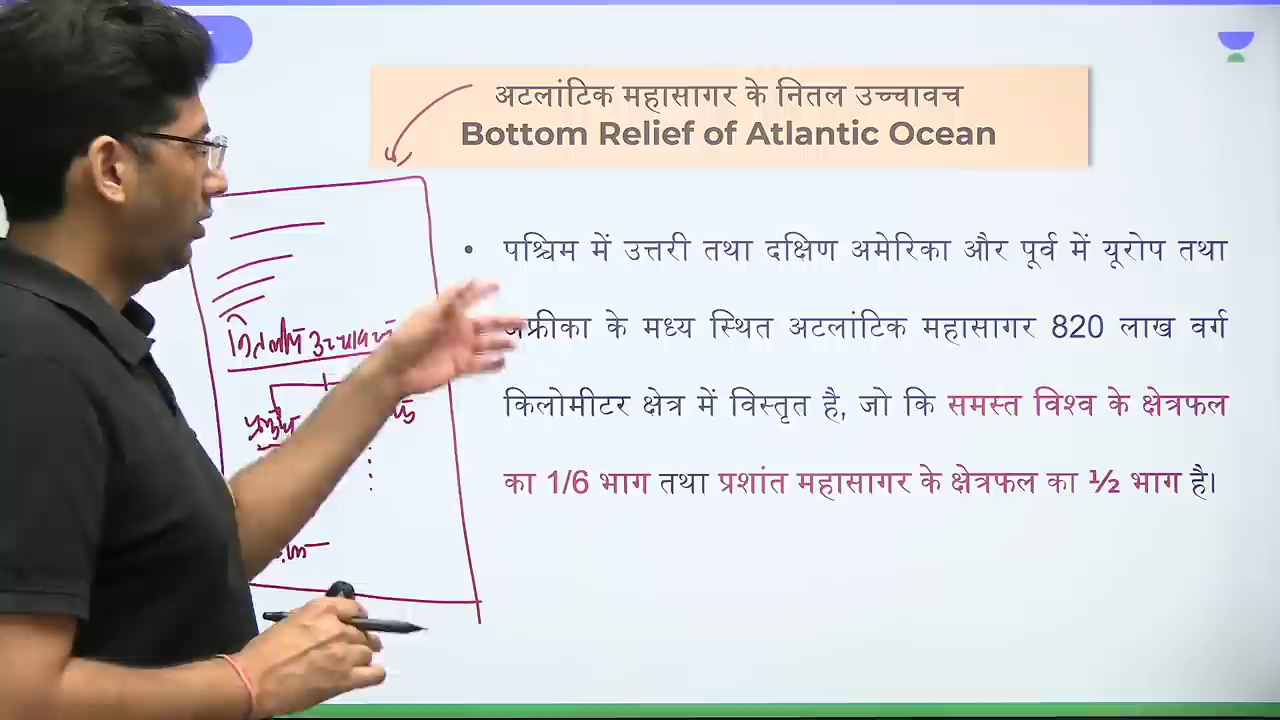 अटलांटिक महासागर के नितल उच्चावच
Bottom Relief of Atlantic Ocean
• पश्चिम में उत्तरी तथा दक्षिण अमेरिका और पूर्व में यूरोप तथा
अफ्रीका के मध्य स्थित अटलांटिक महासागर 820 लाख वर्ग
किलोमीटर क्षेत्र में विस्तृत है, जो कि समस्त विश्व के क्षेत्रफल
का 1/6 भाग तथा प्रशांत महासागर के क्षेत्रफल का ½ भाग है।